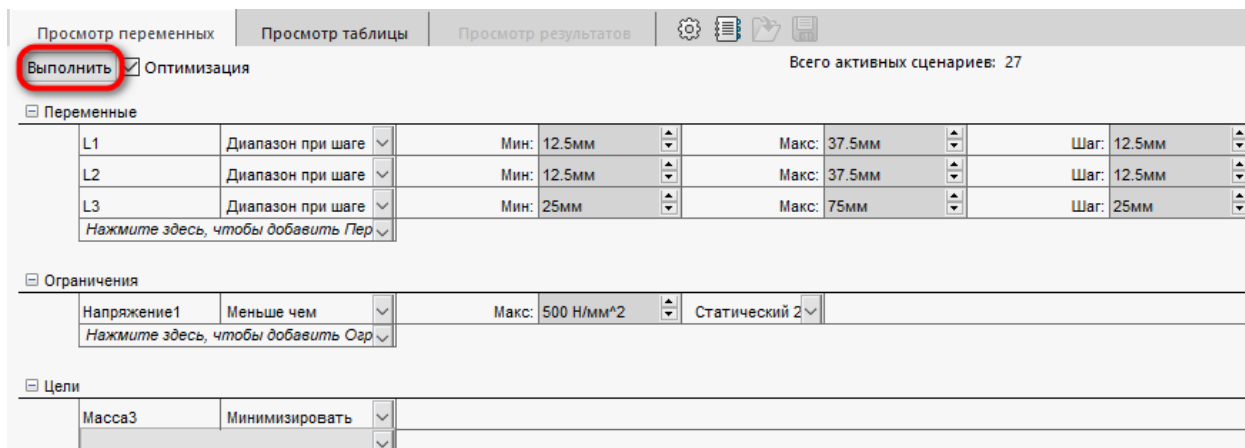 Просмотр переменных Просмотр таблицы Просмотр результатов
Выполнить Оптимизация Всего активных сценариев: 27
Переменные
L1 Диапазон при шаге Мин: 12.5мм Макс: 37.5мм Шаг: 12.5мм
L2 Диапазон при шаге Мин: 12.5мм Макс: 37.5мм Шаг: 12.5мм
L3 Диапазон при шаге Мин: 25мм Макс: 75мм Шаг: 25мм
Нажмите здесь, чтобы добавить Пер
Ограничения
Напряжение1 Меньше чем Макс: 500 Н/мм^2 Статический 2
Нажмите здесь, чтобы добавить Огр
Цели
Масса3 Минимизировать